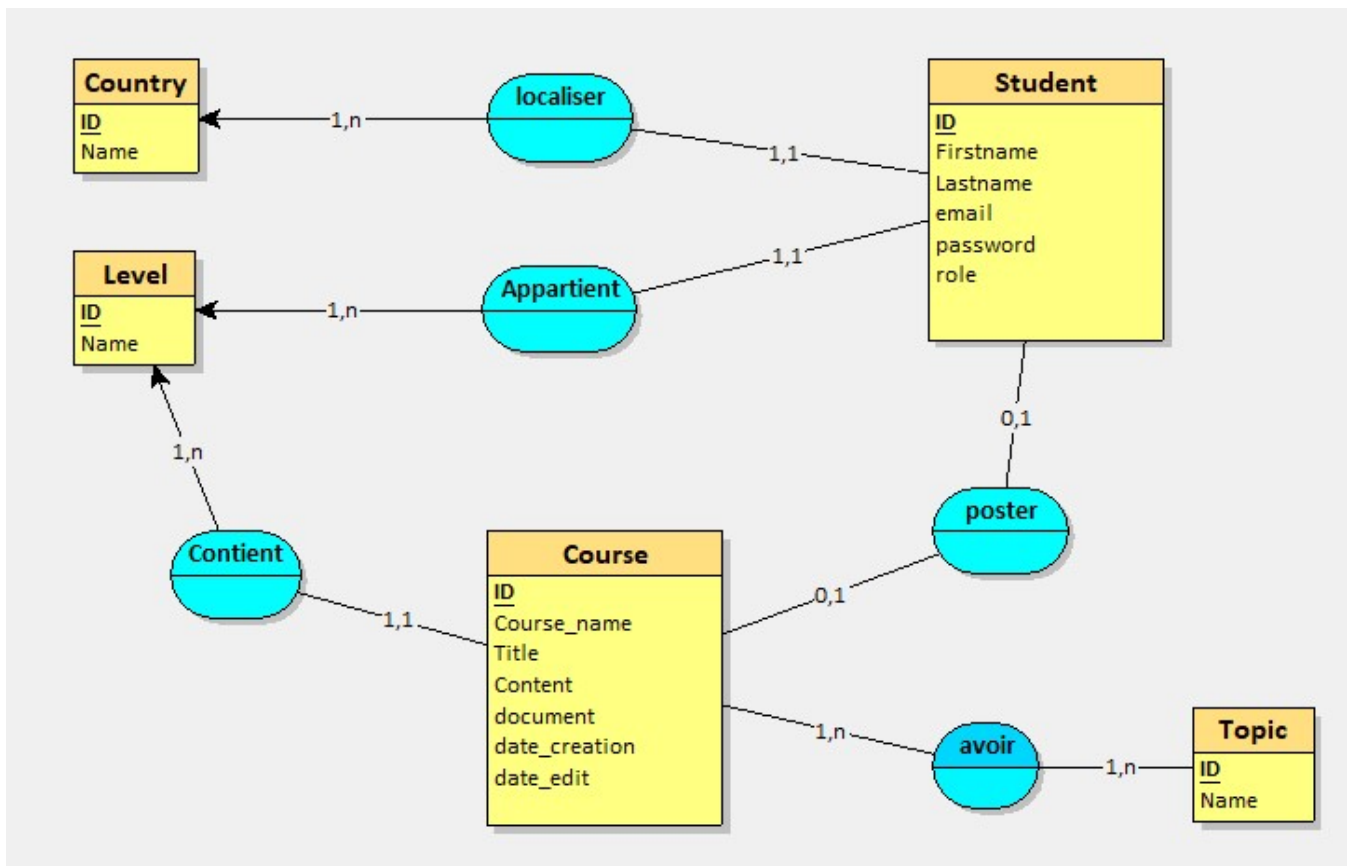 Country
ID
Name
1,n
localiser
1,1
Student
ID
Firstname
Lastname
email
password
role
Level
ID
Name
1,n
Appartient
1,1
1,n
Contient
1,1
Course
ID
Course_name
Title
Content
document
date_creation
date_edit
0,1
poster
0,1
1,n
avoir
1,n
Topic
ID
Name